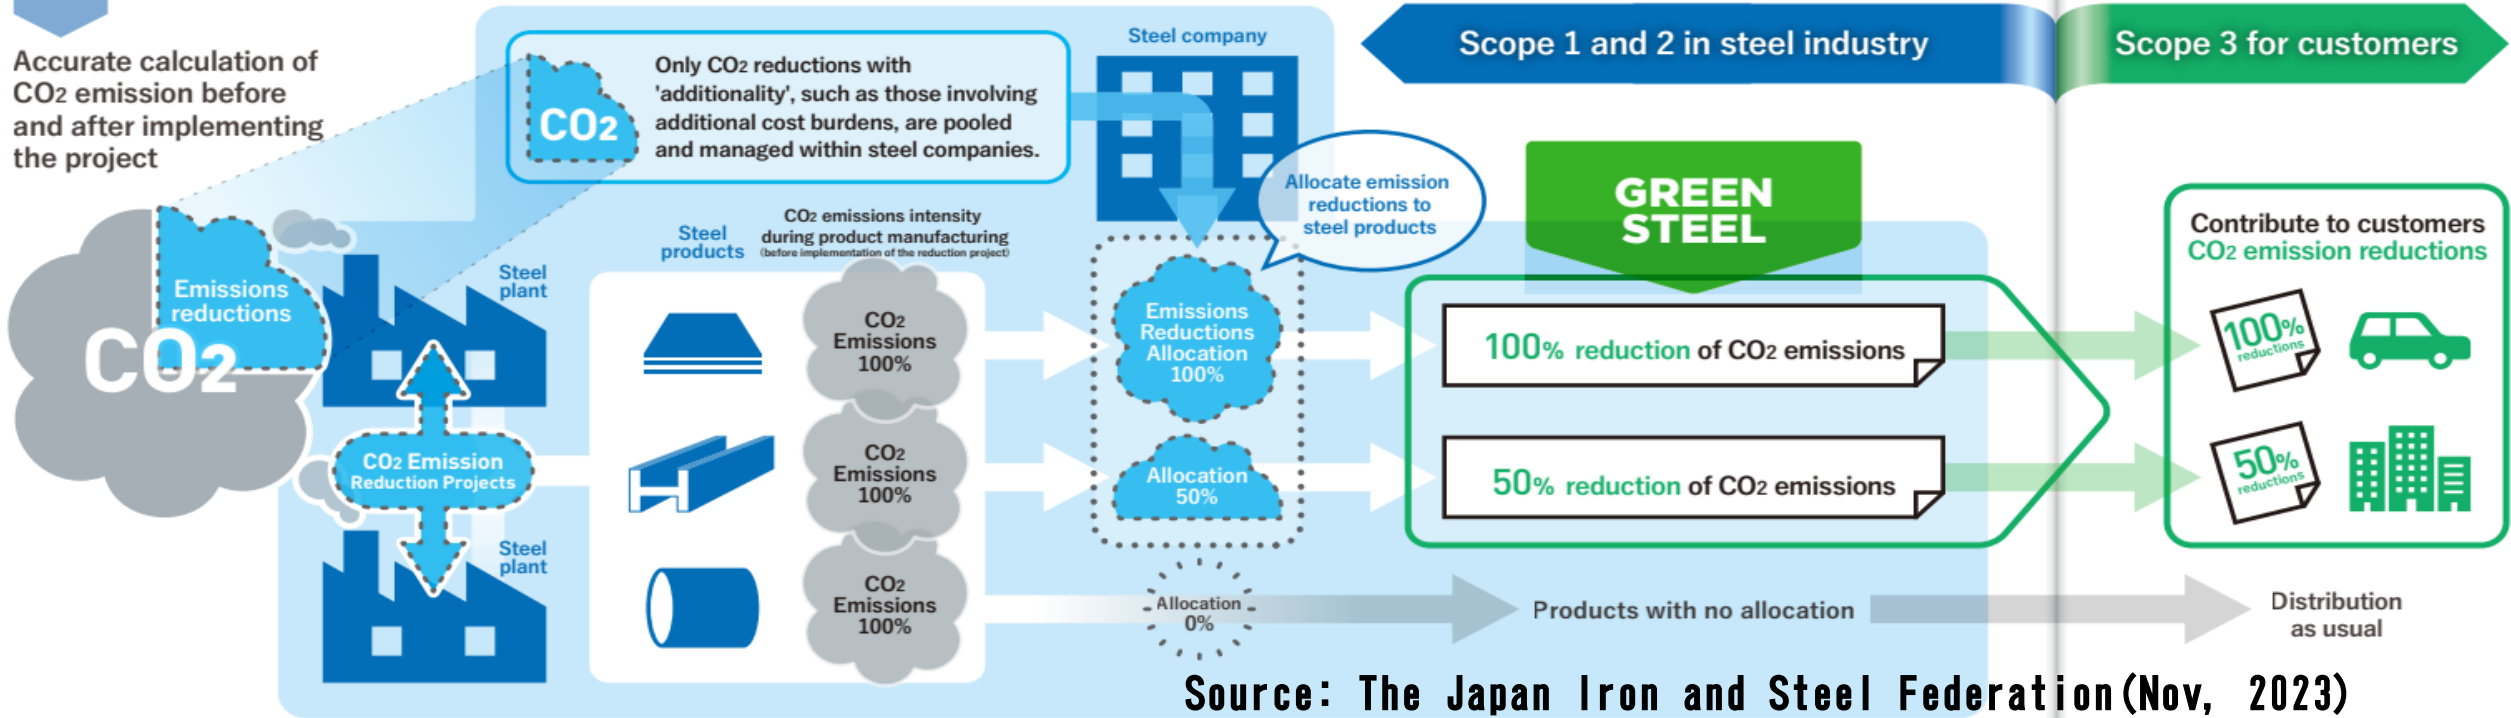 Accurate calculation of
CO2 emission before
and after implementing
the project
CO2
Emissions
reductions
CO2
Only CO2 reductions with
'additionality', such as those involving
additional cost burdens, are pooled
and managed within steel companies.
Steel company
Allocate emission
reductions to
steel products
Scope 1 and 2 in steel industry
Scope 3 for customers
Steel
plant
CO2 Emission
Reduction Projects
Steel
plant
Steel
products
CO2 emissions intensity
during product manufacturing
(before implementation of the reduction project)
CO2
Emissions
100%
CO2
Emissions
100%
CO2
Emissions
100%
Emissions
Reductions
Allocation
100%
Allocation
50%
Allocation
0%
GREEN
STEEL
100% reduction of CO2 emissions
50% reduction of CO2 emissions
Products with no allocation
Contribute to customers
CO2 emission reductions
100%
reductions
50%
reductions
Distribution
as usual
Source: The Japan Iron and Steel Federation(Nov, 2023)